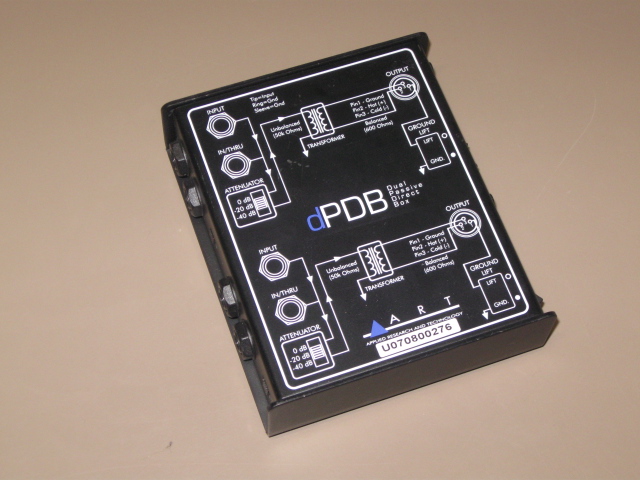 INPUT
Tip=Input
Ring=Gnd
Sleeve=Gnd
OUTPUT
Pin1 - Ground
Pin2 - Hot (+)
Pin3 - Cold (-)
Unbalanced
(50k Ohms)
Balanced
(600 Ohms)
TRANSFORMER
IN/THRU
GROUND
LIFT
LIFT
GND.
ATTENUATOR
0 dB
-20 dB
-40 dB
dPDB
Dual
Passive
Direct
Box
INPUT
OUTPUT
Pin1 - Ground
Pin2 - Hot (+)
Pin3 - Cold (-)
Unbalanced
(50k Ohms)
Balanced
(600 Ohms)
TRANSFORMER
IN/THRU
GROUND
LIFT
LIFT
GND.
ATTENUATOR
0 dB
-20 dB
-40 dB
ART
APPLIED RESEARCH AND TECHNOLOGY
U070800276